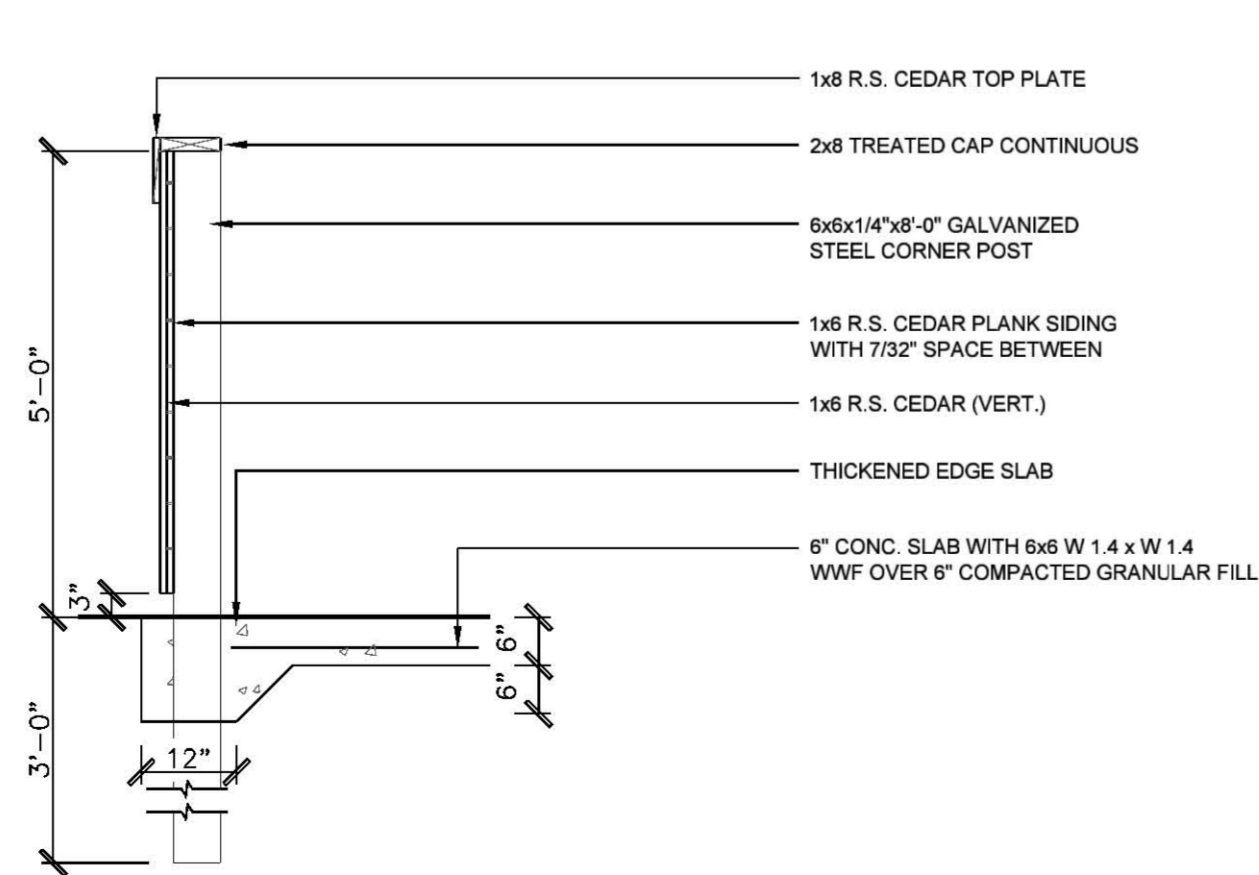 1x8 R.S. CEDAR TOP PLATE
2x8 TREATED CAP CONTINUOUS
6x6x1/4"x8'-0" GALVANIZED
STEEL CORNER POST
1x6 R.S. CEDAR PLANK SIDING
WITH 7/32" SPACE BETWEEN
1x6 R.S. CEDAR (VERT.)
THICKENED EDGE SLAB
6" CONC. SLAB WITH 6x6 W 1.4 x W 1.4
WWF OVER 6" COMPACTED GRANULAR FILL
5'-0"
3"
6"
6"
3'-0"
12"